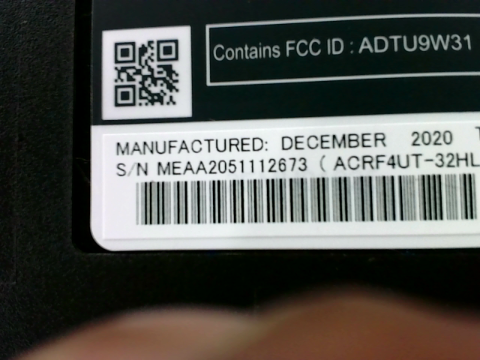 Contains FCC ID : ADTU9W31
MANUFACTURED: DECEMBER 2020
S/N MEAA2051112673 ( ACRF4UT-32HL